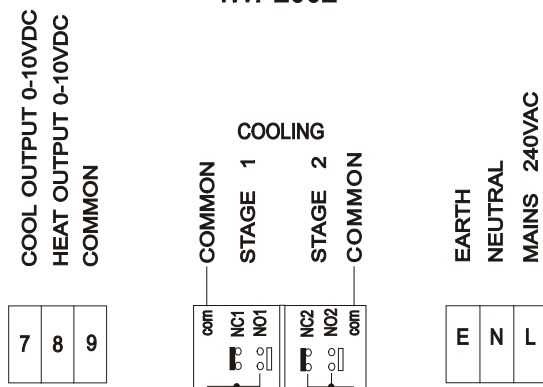 COOL OUTPUT 0-10VDC
HEAT OUTPUT 0-10VDC
COMMON
COOLING
COMMON
STAGE 1
STAGE 2
COMMON
EARTH
NEUTRAL
MAINS 240VAC
7 8 9
com NC1 NO1 NC2 NO2 com
E N L